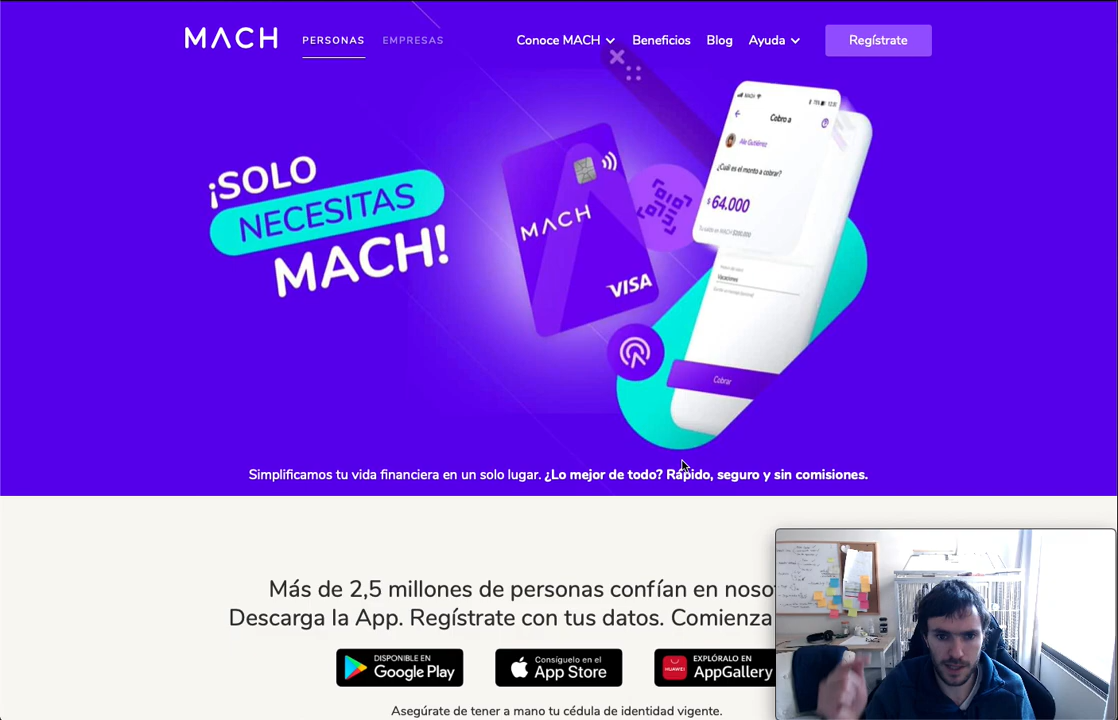 MACH
PERSONAS
EMPRESAS
Conoce MACH
Beneficios
Blog
Ayuda
Regístrate
¡SOLO
NECESITAS
MACH!
MACH
VISA
MACH
Cobro a
¿Cuál es el monto a cobrar?
$ 64.000
Vacaciones
Cobrar
Simplificamos tu vida financiera en un solo lugar. ¿Lo mejor de todo? Rápido, seguro y sin comisiones.
Más de 2,5 millones de personas confían en noso
Descarga la App. Regístrate con tus datos. Comienza
DISPONIBLE EN
Google Play
Consíguelo en el
App Store
EXPLÓRALO EN
AppGallery
HUAWEI
Asegúrate de tener a mano tu cédula de identidad vigente.